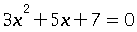 3x² + 5x + 7 = 0